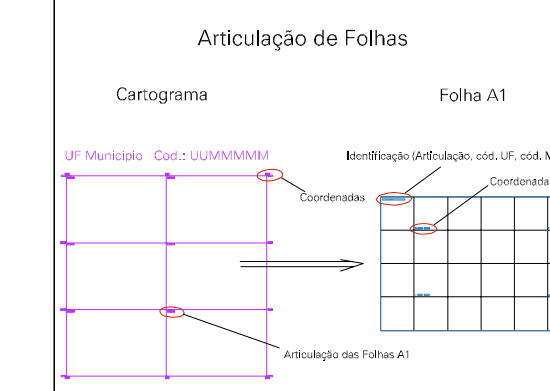 Articulação de Folhas
Cartograma
Folha A1
UF Municipio Cod.: UUMMMMM
Identificação (Articulação, cód. UF, cód. M
Coordenada
Coordenadas
Articulação das Folhas A1